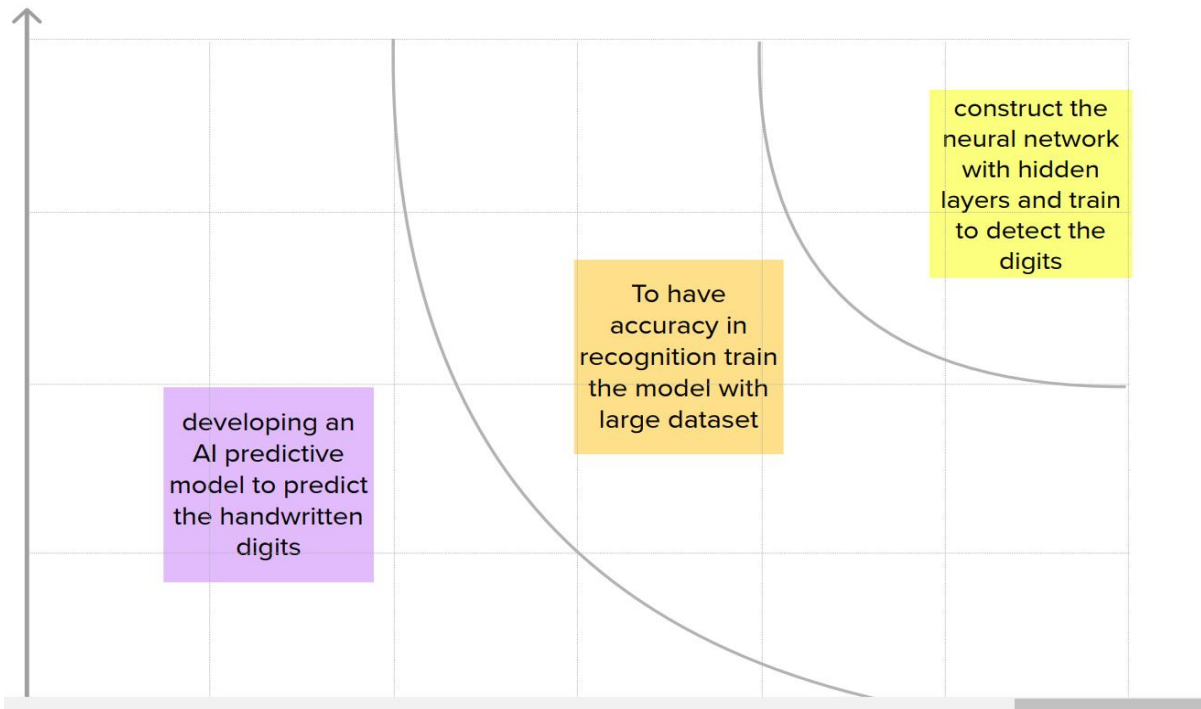 developing an
AI predictive
model to predict
the handwritten
digits
To have
accuracy in
recognition train
the model with
large dataset
construct the
neural network
with hidden
layers and train
to detect the
digits